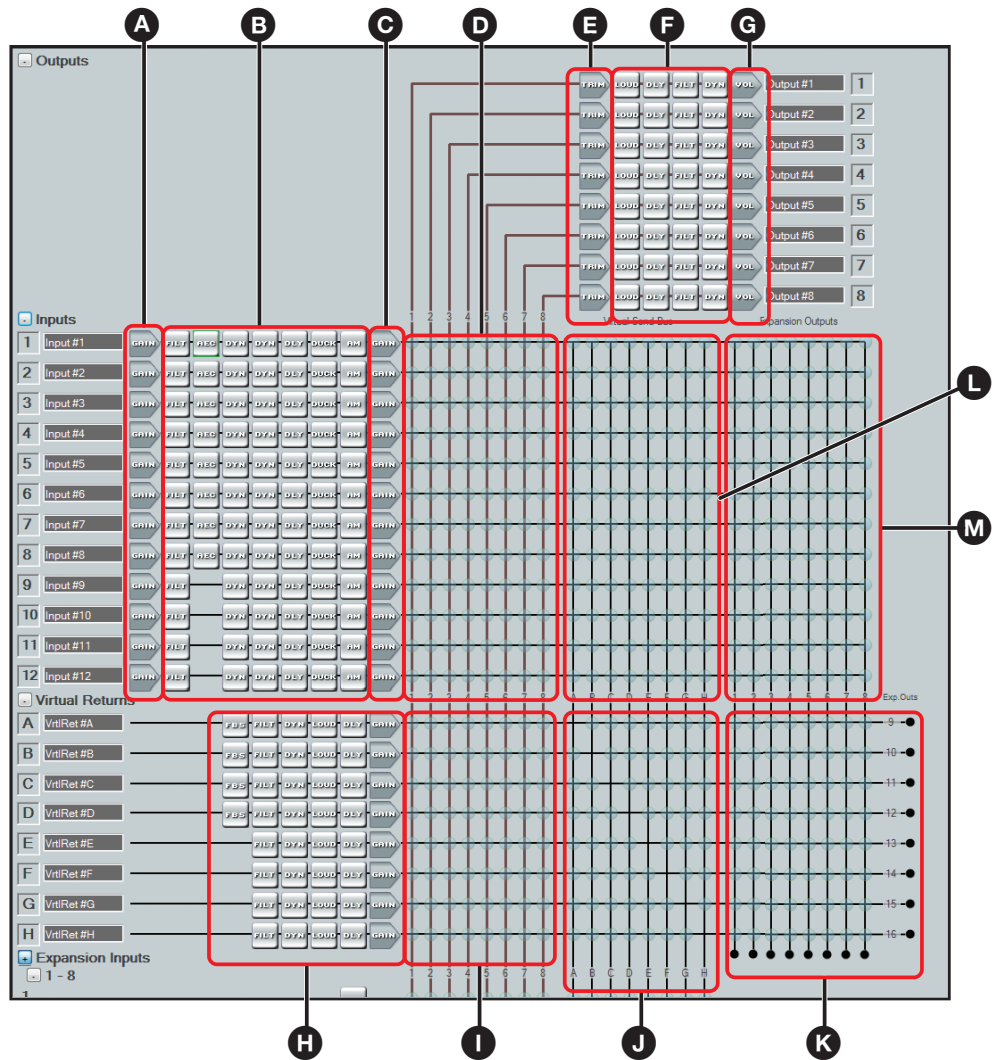 A B C D E F G
- Outputs
TRIM LOUD DLY FILT DYN VOL Output #1 1
TRIM LOUD DLY FILT DYN VOL Output #2 2
TRIM LOUD DLY FILT DYN VOL Output #3 3
TRIM LOUD DLY FILT DYN VOL Output #4 4
TRIM LOUD DLY FILT DYN VOL Output #5 5
TRIM LOUD DLY FILT DYN VOL Output #6 6
TRIM LOUD DLY FILT DYN VOL Output #7 7
TRIM LOUD DLY FILT DYN VOL Output #8 8
- Inputs 1 2 3 4 5 6 7 8 Virtual Send Bus Expansion Outputs
1 Input #1 GAIN FILT AEC DYN DYN DLY DUCK AM GAIN
2 Input #2 GAIN FILT AEC DYN DYN DLY DUCK AM GAIN
L
3 Input #3 GAIN FILT AEC DYN DYN DLY DUCK AM GAIN
4 Input #4 GAIN FILT AEC DYN DYN DLY DUCK AM GAIN
5 Input #5 GAIN FILT AEC DYN DYN DLY DUCK AM GAIN
6 Input #6 GAIN FILT AEC DYN DYN DLY DUCK AM GAIN
7 Input #7 GAIN FILT AEC DYN DYN DLY DUCK AM GAIN
M
8 Input #8 GAIN FILT AEC DYN DYN DLY DUCK AM GAIN
9 Input #9 GAIN FILT DYN DYN DLY DUCK AM GAIN
10 Input #10 GAIN FILT DYN DYN DLY DUCK AM GAIN
11 Input #11 GAIN FILT DYN DYN DLY DUCK AM GAIN
12 Input #12 GAIN FILT DYN DYN DLY DUCK AM GAIN
- Virtual Returns 1 2 3 4 5 6 7 8 A B C D E F G H 1 2 3 4 5 6 7 8 Exp.Outs
A VrtlRet #A FBS FILT DYN LOUD DLY GAIN 9
B VrtlRet #B FBS FILT DYN LOUD DLY GAIN 10
C VrtlRet #C FBS FILT DYN LOUD DLY GAIN 11
D VrtlRet #D FBS FILT DYN LOUD DLY GAIN 12
E VrtlRet #E FILT DYN LOUD DLY GAIN 13
F VrtlRet #F FILT DYN LOUD DLY GAIN 14
G VrtlRet #G FILT DYN LOUD DLY GAIN 15
H VrtlRet #H FILT DYN LOUD DLY GAIN 16
+ Expansion Inputs
- 1 - 8 1 2 3 4 5 6 7 8 A B C D E F G H
1
H I J K